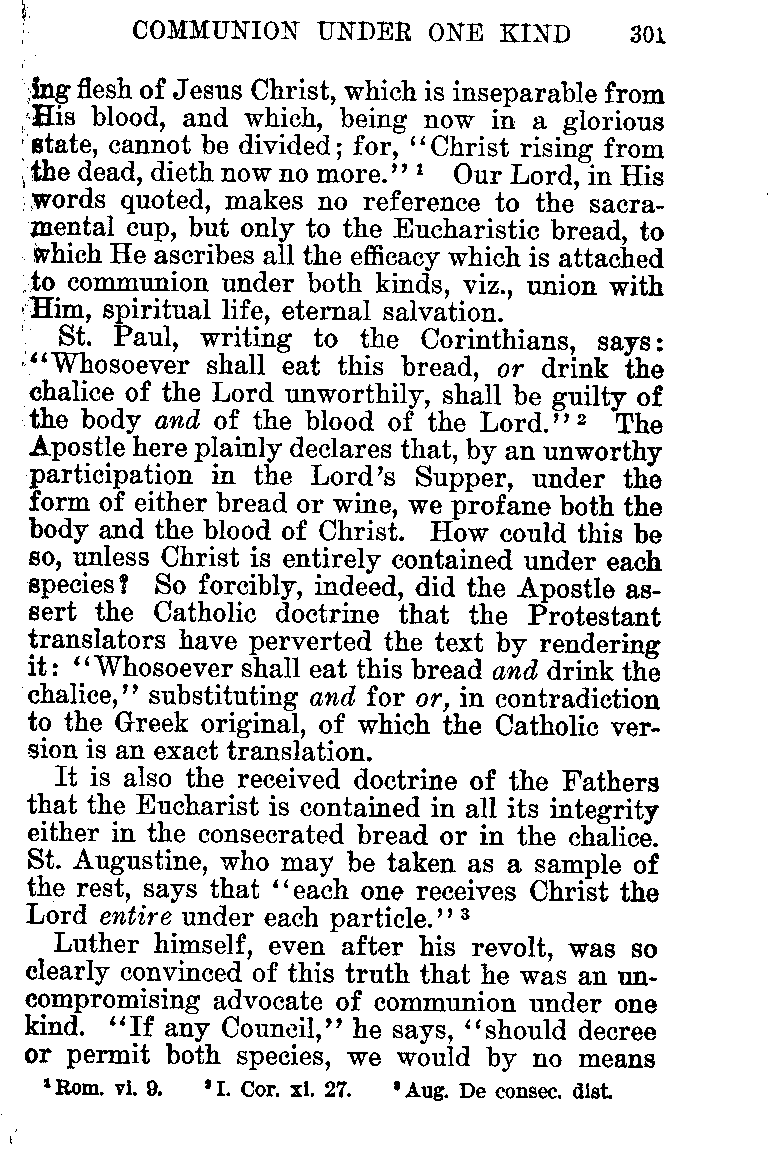 COMMUNION UNDER ONE KIND 301
ing flesh of Jesus Christ, which is inseparable from
His blood, and which, being now in a glorious
state, cannot be divided; for, "Christ rising from
the dead, dieth now no more." ¹ Our Lord, in His
words quoted, makes no reference to the sacra-
mental cup, but only to the Eucharistic bread, to
which He ascribes all the efficacy which is attached
to communion under both kinds, viz., union with
Him, spiritual life, eternal salvation.
St. Paul, writing to the Corinthians, says:
"Whosoever shall eat this bread, or drink the
chalice of the Lord unworthily, shall be guilty of
the body and of the blood of the Lord." ² The
Apostle here plainly declares that, by an unworthy
participation in the Lord's Supper, under the
form of either bread or wine, we profane both the
body and the blood of Christ. How could this be
so, unless Christ is entirely contained under each
species? So forcibly, indeed, did the Apostle as-
sert the Catholic doctrine that the Protestant
translators have perverted the text by rendering
it: "Whosoever shall eat this bread and drink the
chalice," substituting and for or, in contradiction
to the Greek original, of which the Catholic ver-
sion is an exact translation.
It is also the received doctrine of the Fathers
that the Eucharist is contained in all its integrity
either in the consecrated bread or in the chalice.
St. Augustine, who may be taken as a sample of
the rest, says that "each one receives Christ the
Lord entire under each particle." ³
Luther himself, even after his revolt, was so
clearly convinced of this truth that he was an un-
compromising advocate of communion under one
kind. "If any Council," he says, "should decree
or permit both species, we would by no means
¹ Rom. vi. 9. ² I. Cor. xi. 27. ³ Aug. De consec. dist.